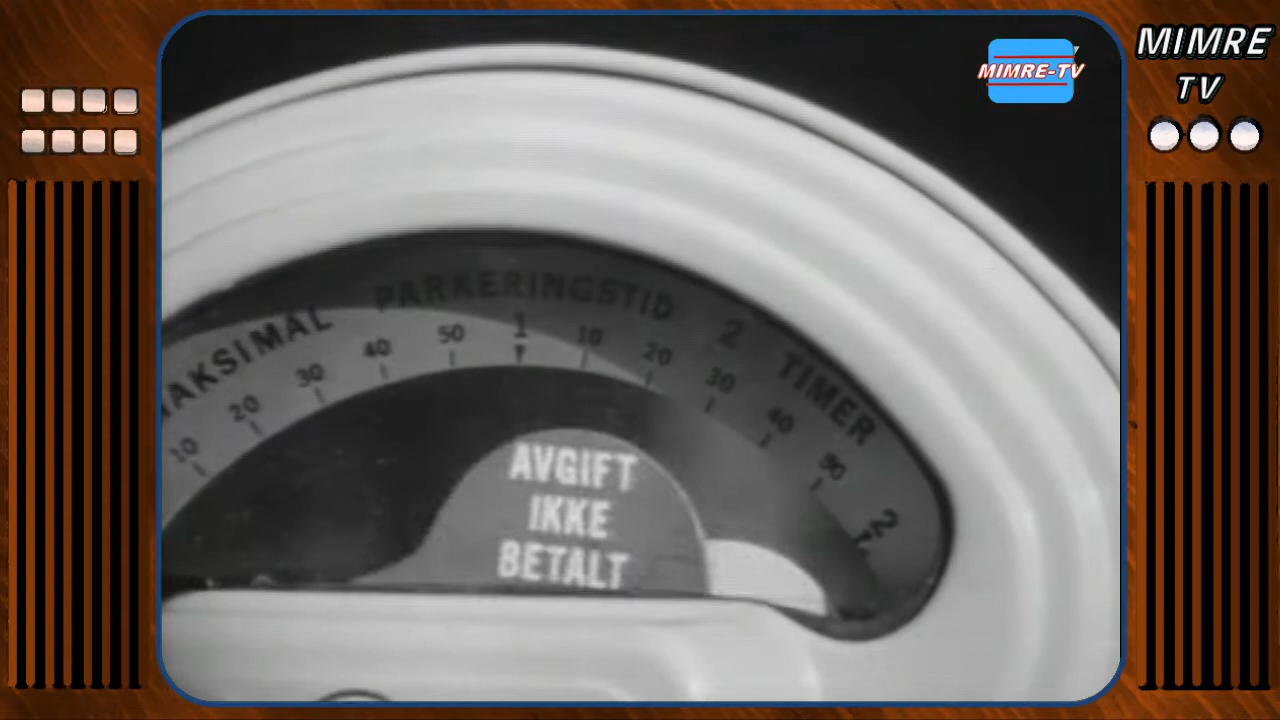 MIMRE
TV
MIMRE-TV
MAKSIMAL PARKERINGSTID 2 TIMER
10 20 30 40 50 1 10 20 30 40 50 2
AVGIFT
IKKE
BETALT